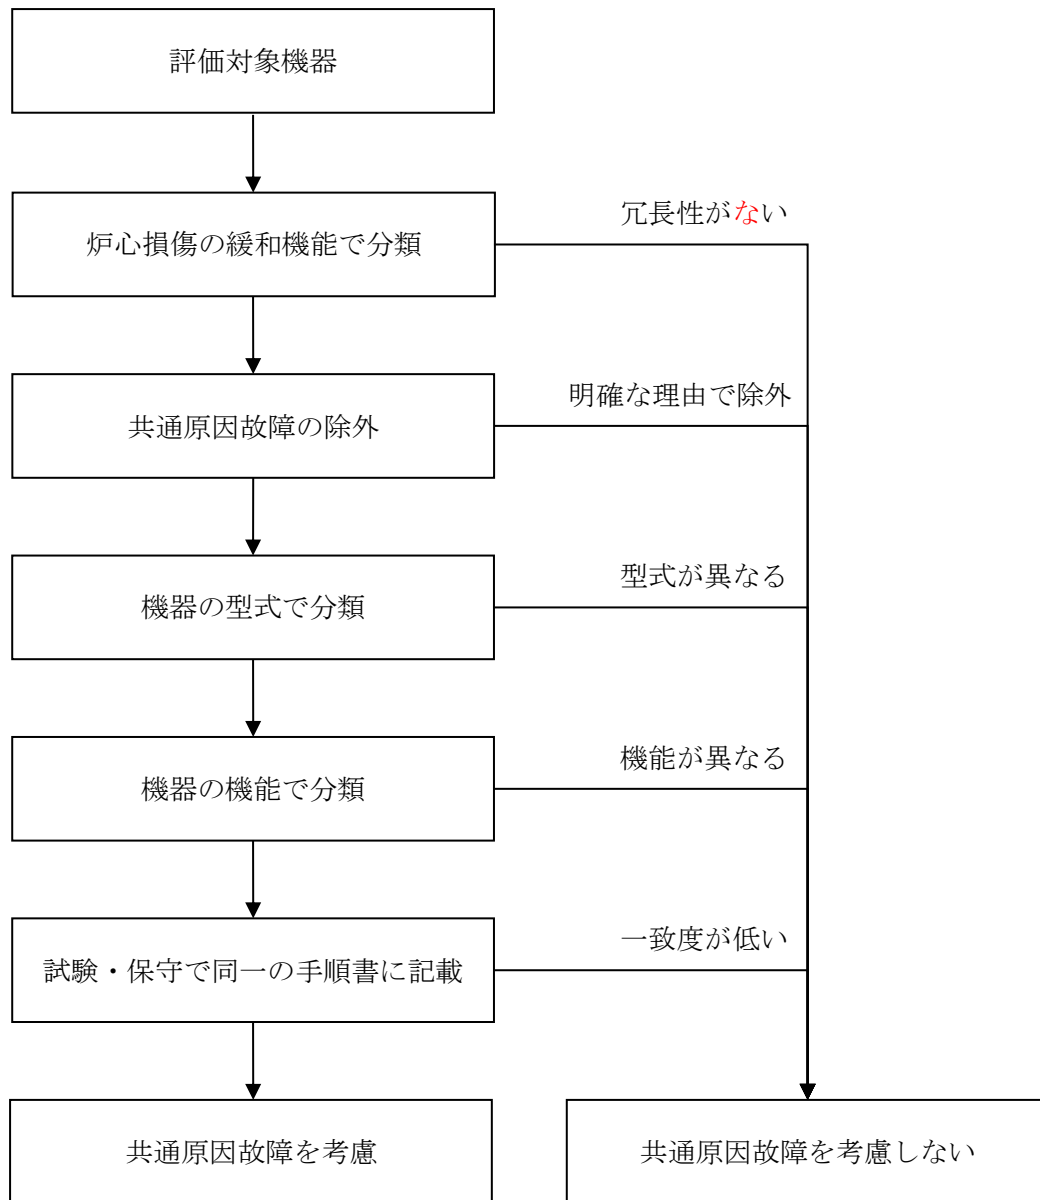 評価対象機器
冗長性がない
炉心損傷の緩和機能で分類
明確な理由で除外
共通原因故障の除外
型式が異なる
機器の型式で分類
機能が異なる
機器の機能で分類
一致度が低い
試験・保守で同一の手順書に記載
共通原因故障を考慮
共通原因故障を考慮しない